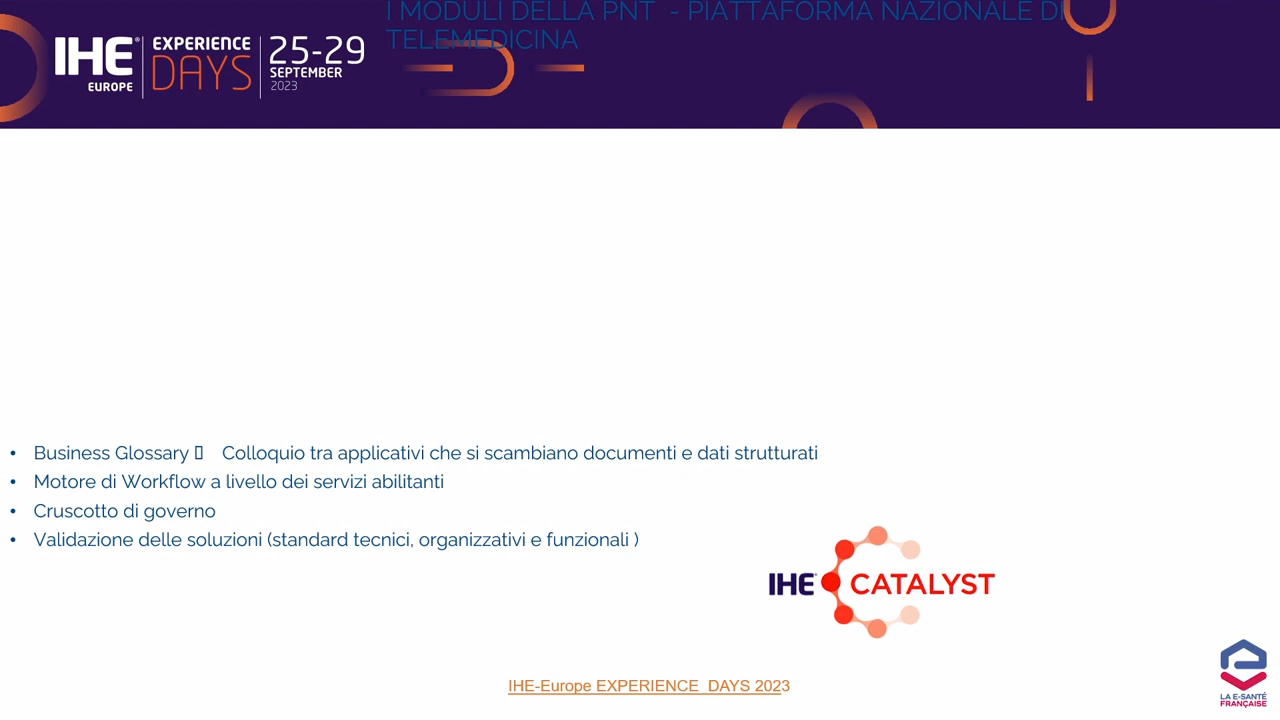 I MODULI DELLA PNT - PIATTAFORMA NAZIONALE DI
TELEMEDICINA
IHE® EUROPE
EXPERIENCE DAYS
25-29 SEPTEMBER 2023
• Business Glossary Colloquio tra applicativi che si scambiano documenti e dati strutturati
• Motore di Workflow a livello dei servizi abilitanti
• Cruscotto di governo
• Validazione delle soluzioni (standard tecnici, organizzativi e funzionali )
IHE CATALYST
IHE-Europe EXPERIENCE DAYS 2023
LA E-SANTÉ
FRANÇAISE